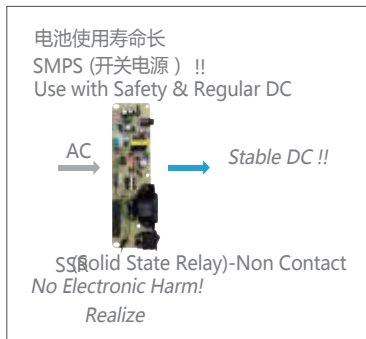 电池使用寿命长
SMPS (开关电源 ) !!
Use with Safety & Regular DC
AC
Stable DC !!
SSR(Solid State Relay)-Non Contact
No Electronic Harm!
Realize